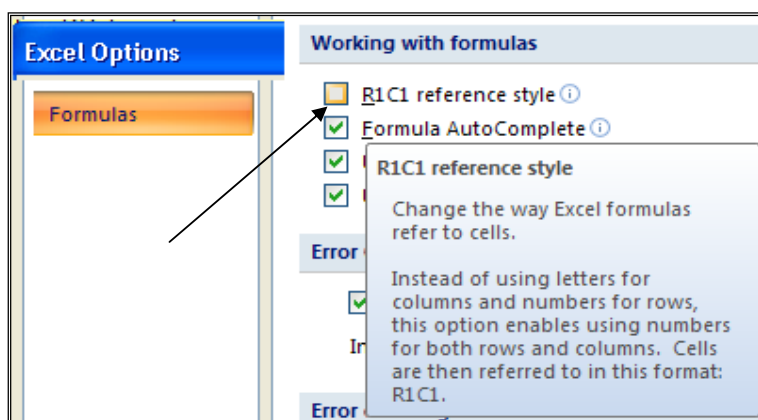 Excel Options
Formulas
Working with formulas
R1C1 reference style
Formula AutoComplete
R1C1 reference style
Change the way Excel formulas
refer to cells.
Instead of using letters for
columns and numbers for rows,
this option enables using numbers
for both rows and columns. Cells
are then referred to in this format:
R1C1.
Error
In
Error